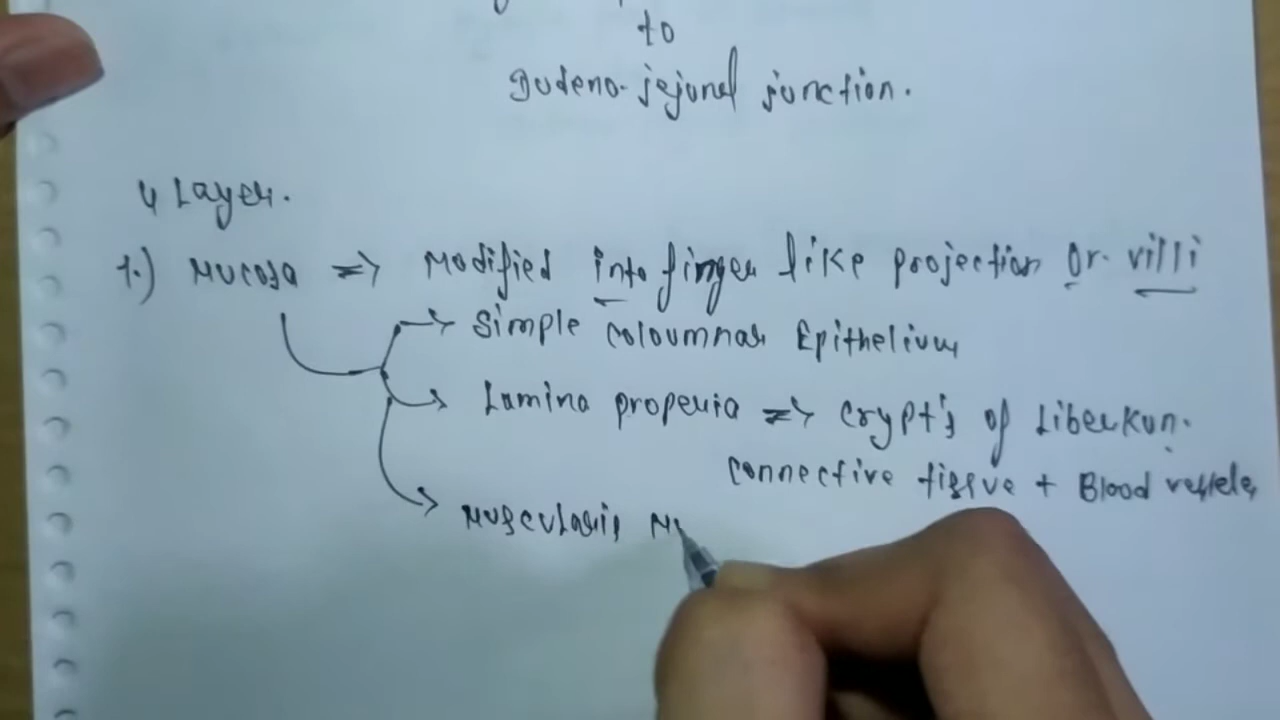 to
Dudeno-jejunal junction.
4 Layer.
1.) Mucosa => Modified into finger like projection Or villi
-> Simple Coloumnar Epithelium
-> Lamina properia => Crypt's of Liberkun.
Connective tissue + Blood vessels
-> Muscularis M